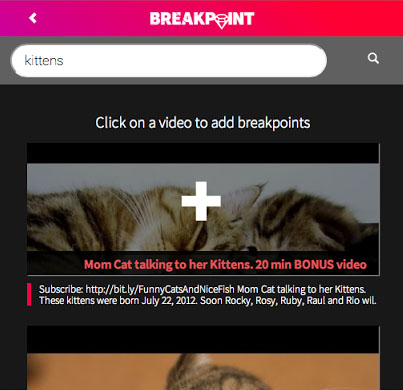 BREAKPOINT
kittens
Click on a video to add breakpoints
Mom Cat talking to her Kittens. 20 min BONUS video
Subscribe: http://bit.ly/FunnyCatsAndNiceFish Mom Cat talking to her Kittens.
These kittens were born July 22, 2012. Soon Rocky, Rosy, Ruby, Raul and Rio wil.